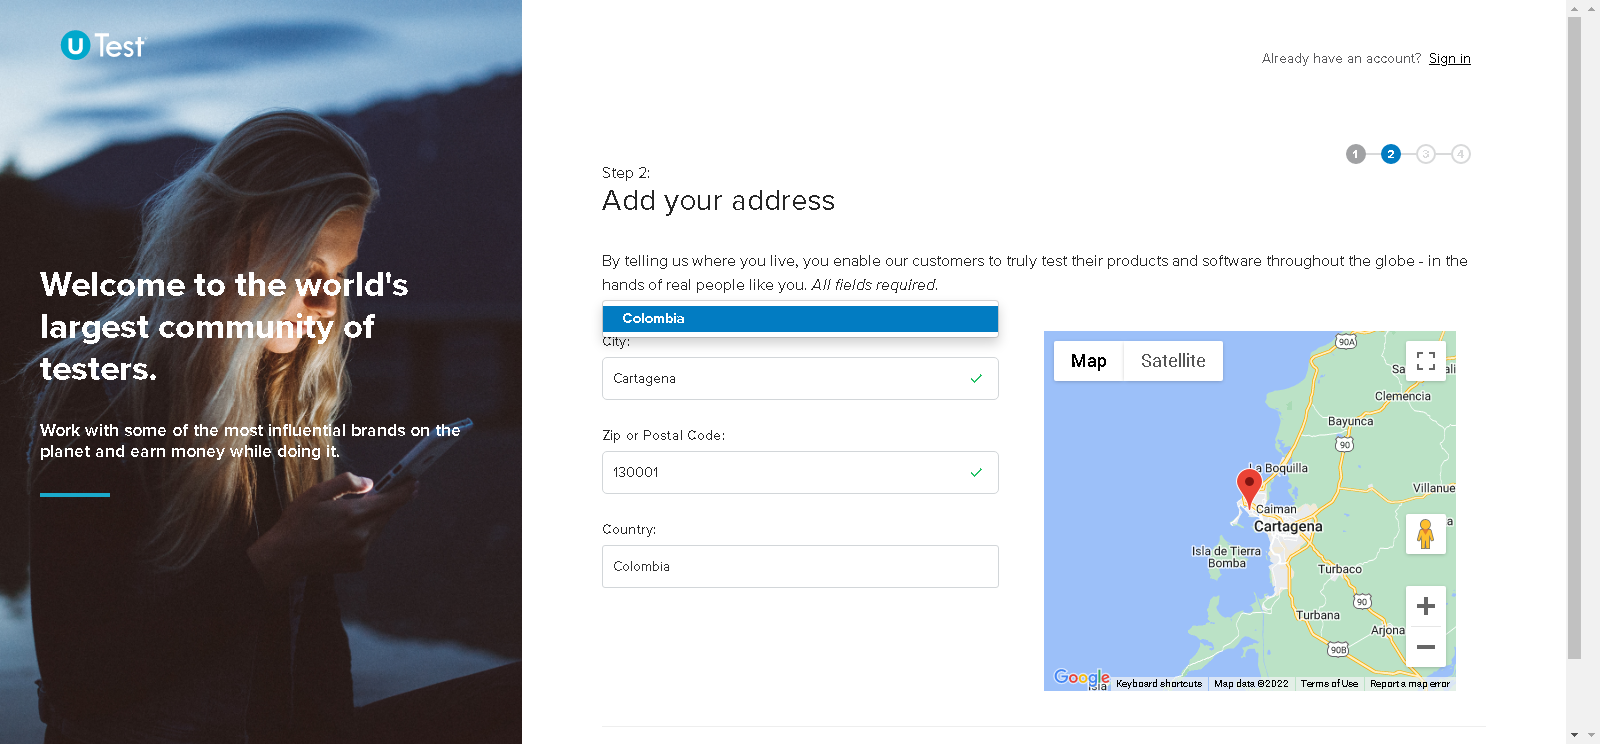 U Test
Already have an account? Sign in
1 2 3 4
Step 2:
Add your address
By telling us where you live, you enable our customers to truly test their products and software throughout the globe - in the
hands of real people like you. All fields required.
Welcome to the world's
largest community of
testers.
Work with some of the most influential brands on the
planet and earn money while doing it.
Colombia
City:
Cartagena
Zip or Postal Code:
130001
Country:
Colombia
Map Satellite
90A
Clemencia
Bayunca
90
La Boquilla
Villanue
Caiman
Cartagena
Isla de Tierra
Bomba
Turbaco
90
Turbana
Arjona
90B
Google
Isla
Keyboard shortcuts Map data ©2022 Terms of Use Report a map error